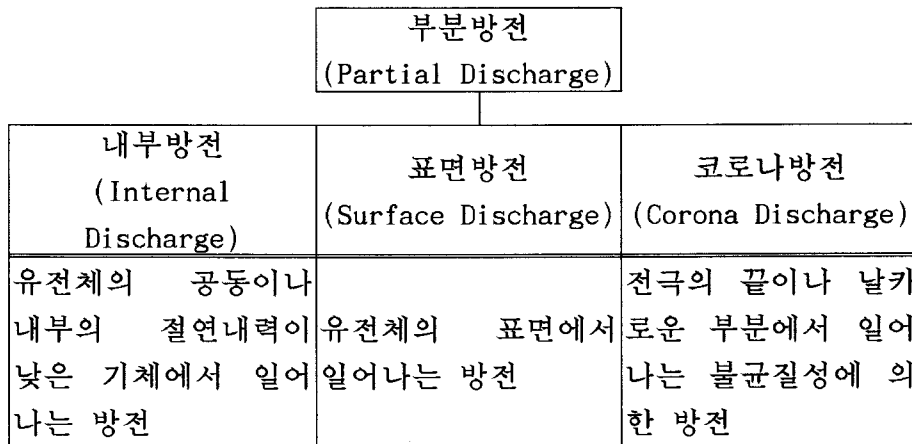 부분방전
(Partial Discharge)
내부방전
(Internal
Discharge)
표면방전
(Surface Discharge)
코로나방전
(Corona Discharge)
유전체의 공동이나
내부의 절연내력이
낮은 기체에서 일어
나는 방전
유전체의 표면에서
일어나는 방전
전극의 끝이나 날카
로운 부분에서 일어
나는 불균질성에 의
한 방전